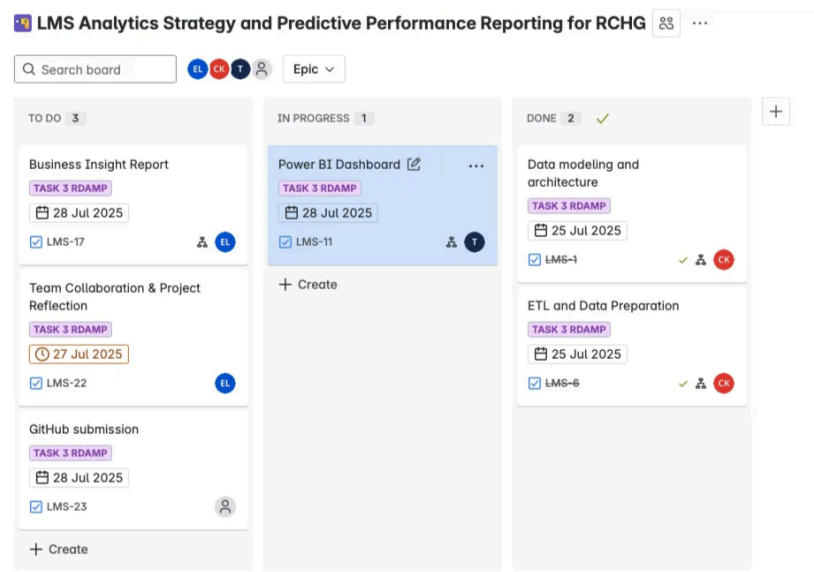 LMS Analytics Strategy and Predictive Performance Reporting for RCHG
Search board
EL CK T
Epic
TO DO 3
Business Insight Report
TASK 3 RDAMP
28 Jul 2025
LMS-17
EL
Team Collaboration & Project
Reflection
TASK 3 RDAMP
27 Jul 2025
LMS-22
EL
GitHub submission
TASK 3 RDAMP
28 Jul 2025
LMS-23
+ Create
IN PROGRESS 1
Power BI Dashboard
TASK 3 RDAMP
28 Jul 2025
LMS-11
T
+ Create
DONE 2
Data modeling and
architecture
TASK 3 RDAMP
25 Jul 2025
LMS-1
CK
ETL and Data Preparation
TASK 3 RDAMP
25 Jul 2025
LMS-6
CK